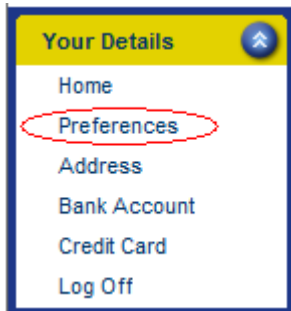 Your Details
Home
Preferences
Address
Bank Account
Credit Card
Log Off